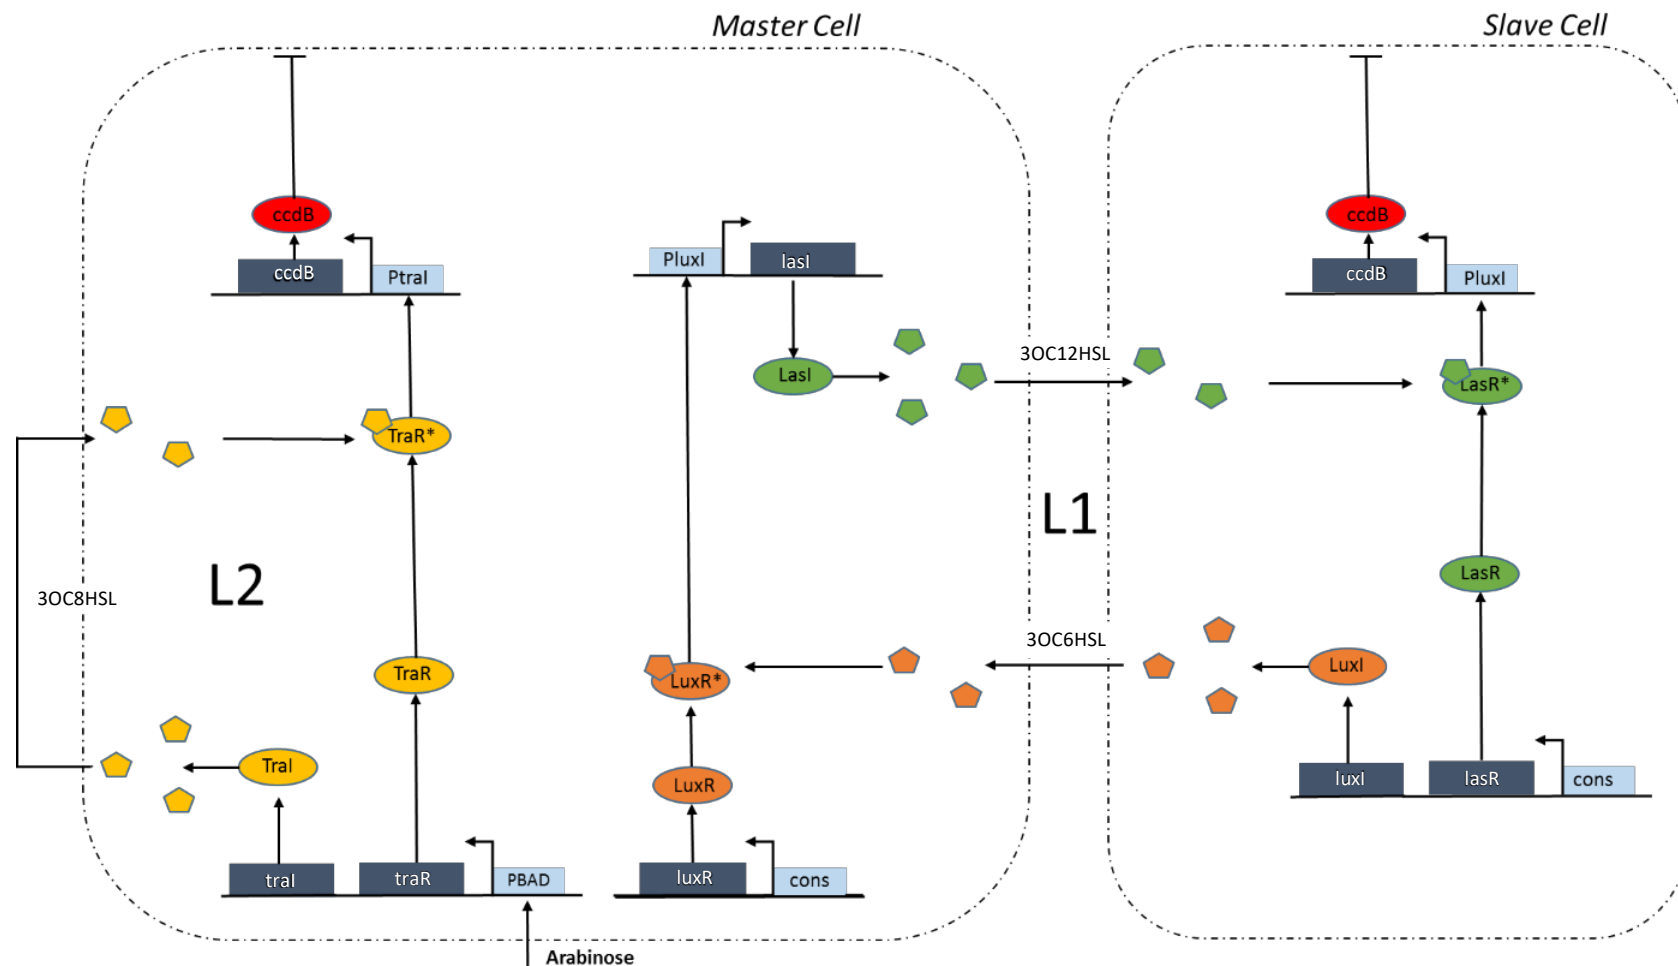 Master Cell
Slave Cell
ccdB
ccdB
PtraI
PluxI
lasI
ccdB
ccdB
PluxI
LasI
3OC12HSL
LasR*
TraR*
L1
L2
3OC8HSL
LasR
3OC6HSL
TraR
LuxR*
LuxI
TraI
LuxR
luxI
lasR
cons
traI
traR
PBAD
luxR
cons
Arabinose